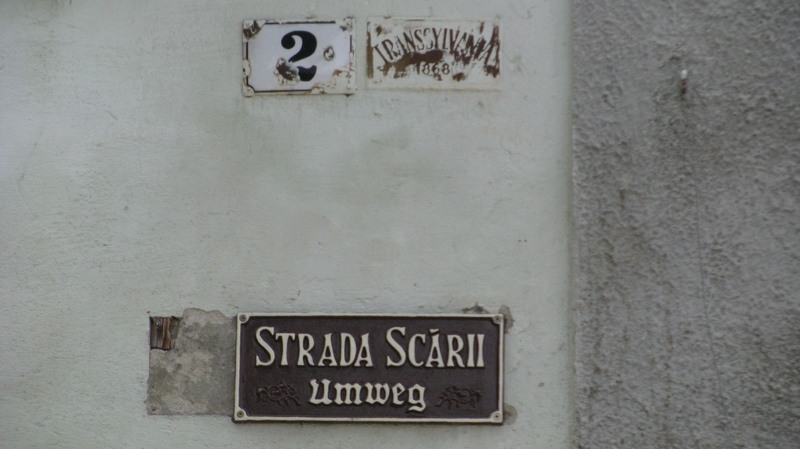 2
TRANSSYLVANIA
1868
STRADA SCĂRII
Umweg